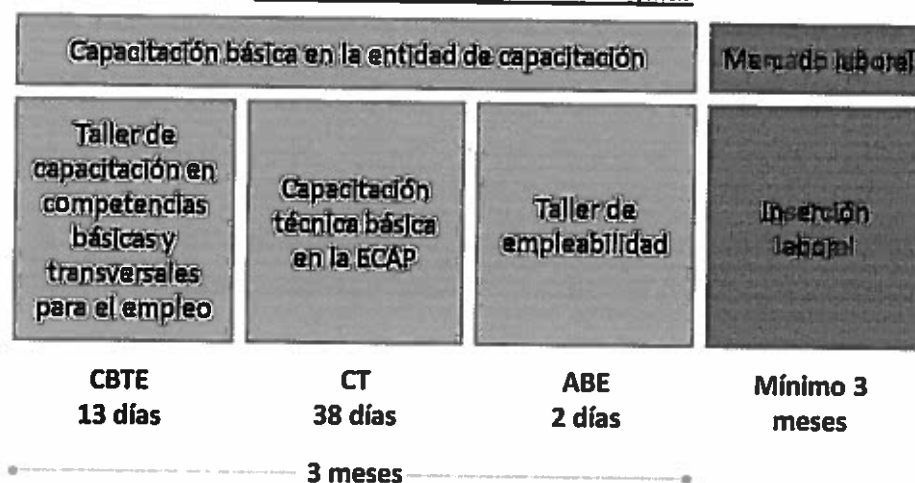 Capacitación básica en la entidad de capacitación
Mercado laboral
Taller de
capacitación en
competencias
básicas y
transversales
para el empleo
Capacitación
técnica básica
en la ECAP
Taller de
empleabilidad
Inserción
laboral
CBTE
13 días
CT
38 días
ABE
2 días
Mínimo 3
meses
3 meses